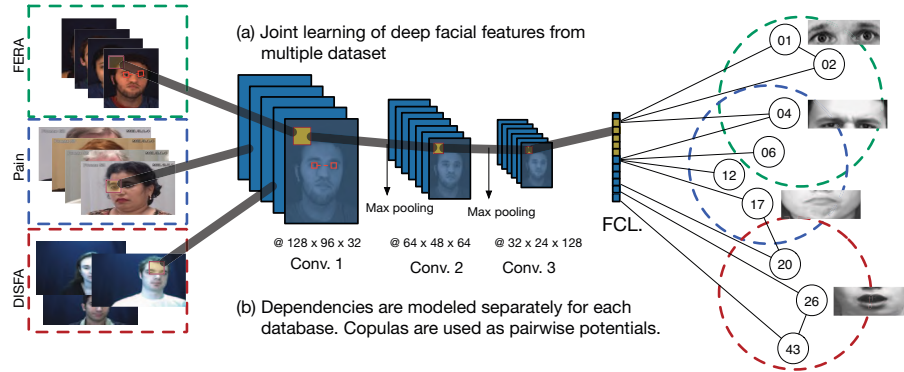 FERA
Pain
DISFA
(a) Joint learning of deep facial features from
multiple dataset
Max pooling
Max pooling
@ 128 x 96 x 32
@ 64 x 48 x 64
@ 32 x 24 x 128
Conv. 1
Conv. 2
Conv. 3
FCL.
(b) Dependencies are modeled separately for each
database. Copulas are used as pairwise potentials.
01
02
04
06
12
17
20
26
43